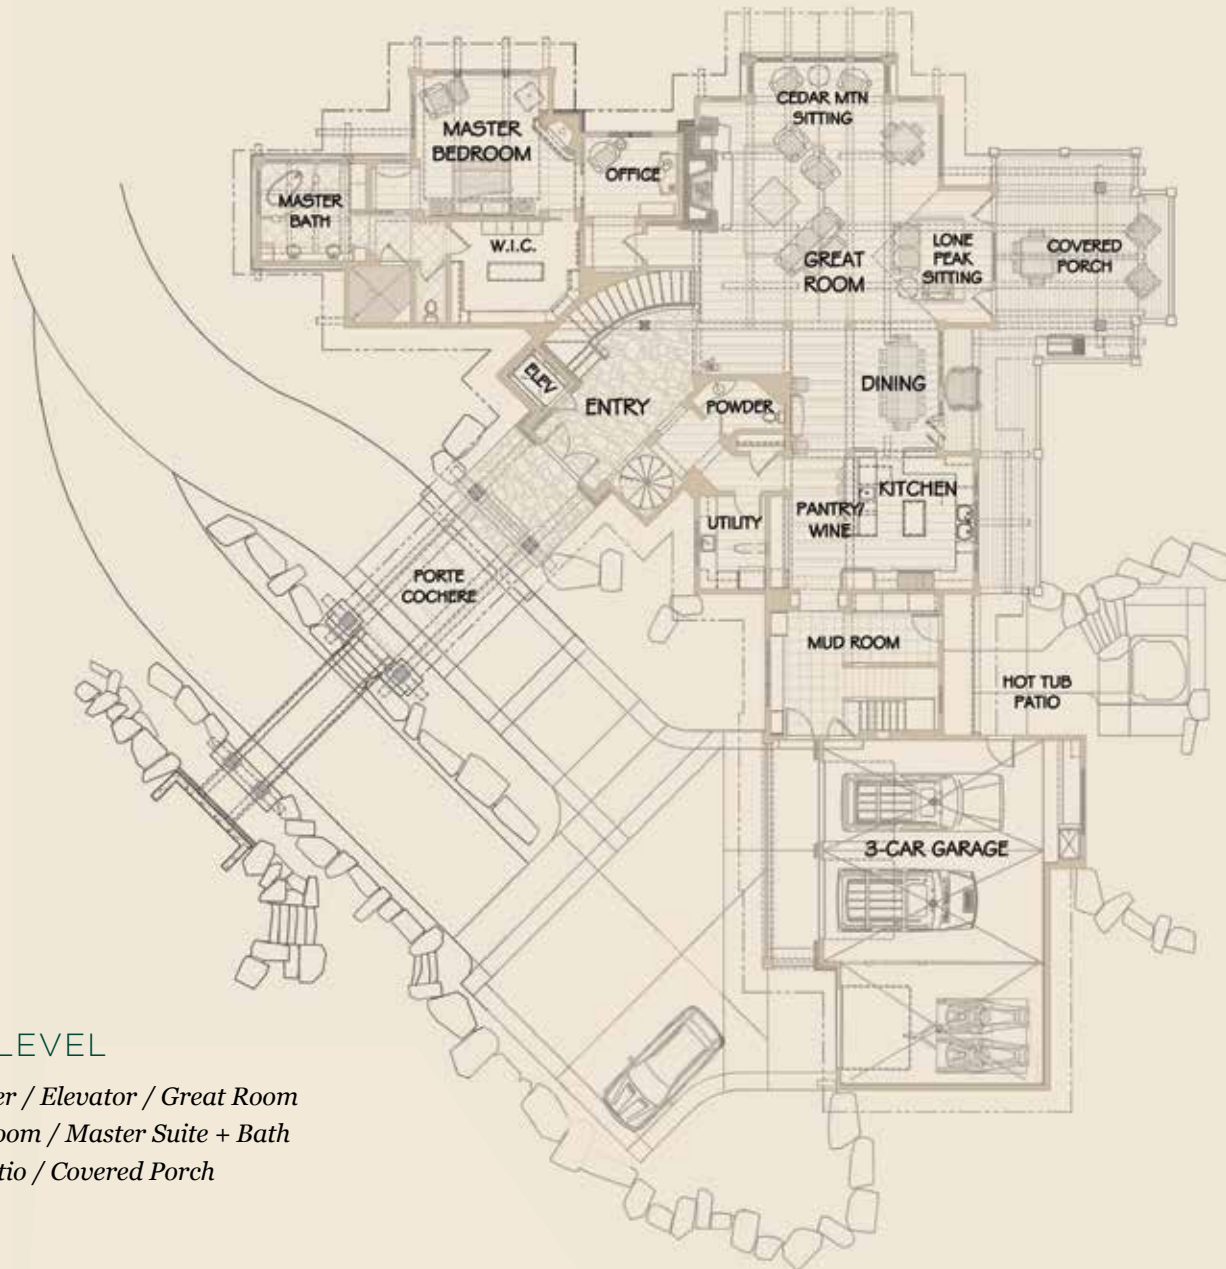 CEDAR MTN
SITTING
MASTER
BEDROOM
OFFICE
MASTER
BATH
W.I.C.
GREAT
ROOM
LONE
PEAK
SITTING
COVERED
PORCH
ELEV
ENTRY
POWDER
DINING
KITCHEN
UTILITY
PANTRY/
WINE
PORTE
COCHERE
MUD ROOM
HOT TUB
PATIO
3-CAR GARAGE
LEVEL
er / Elevator / Great Room
oom / Master Suite + Bath
tio / Covered Porch